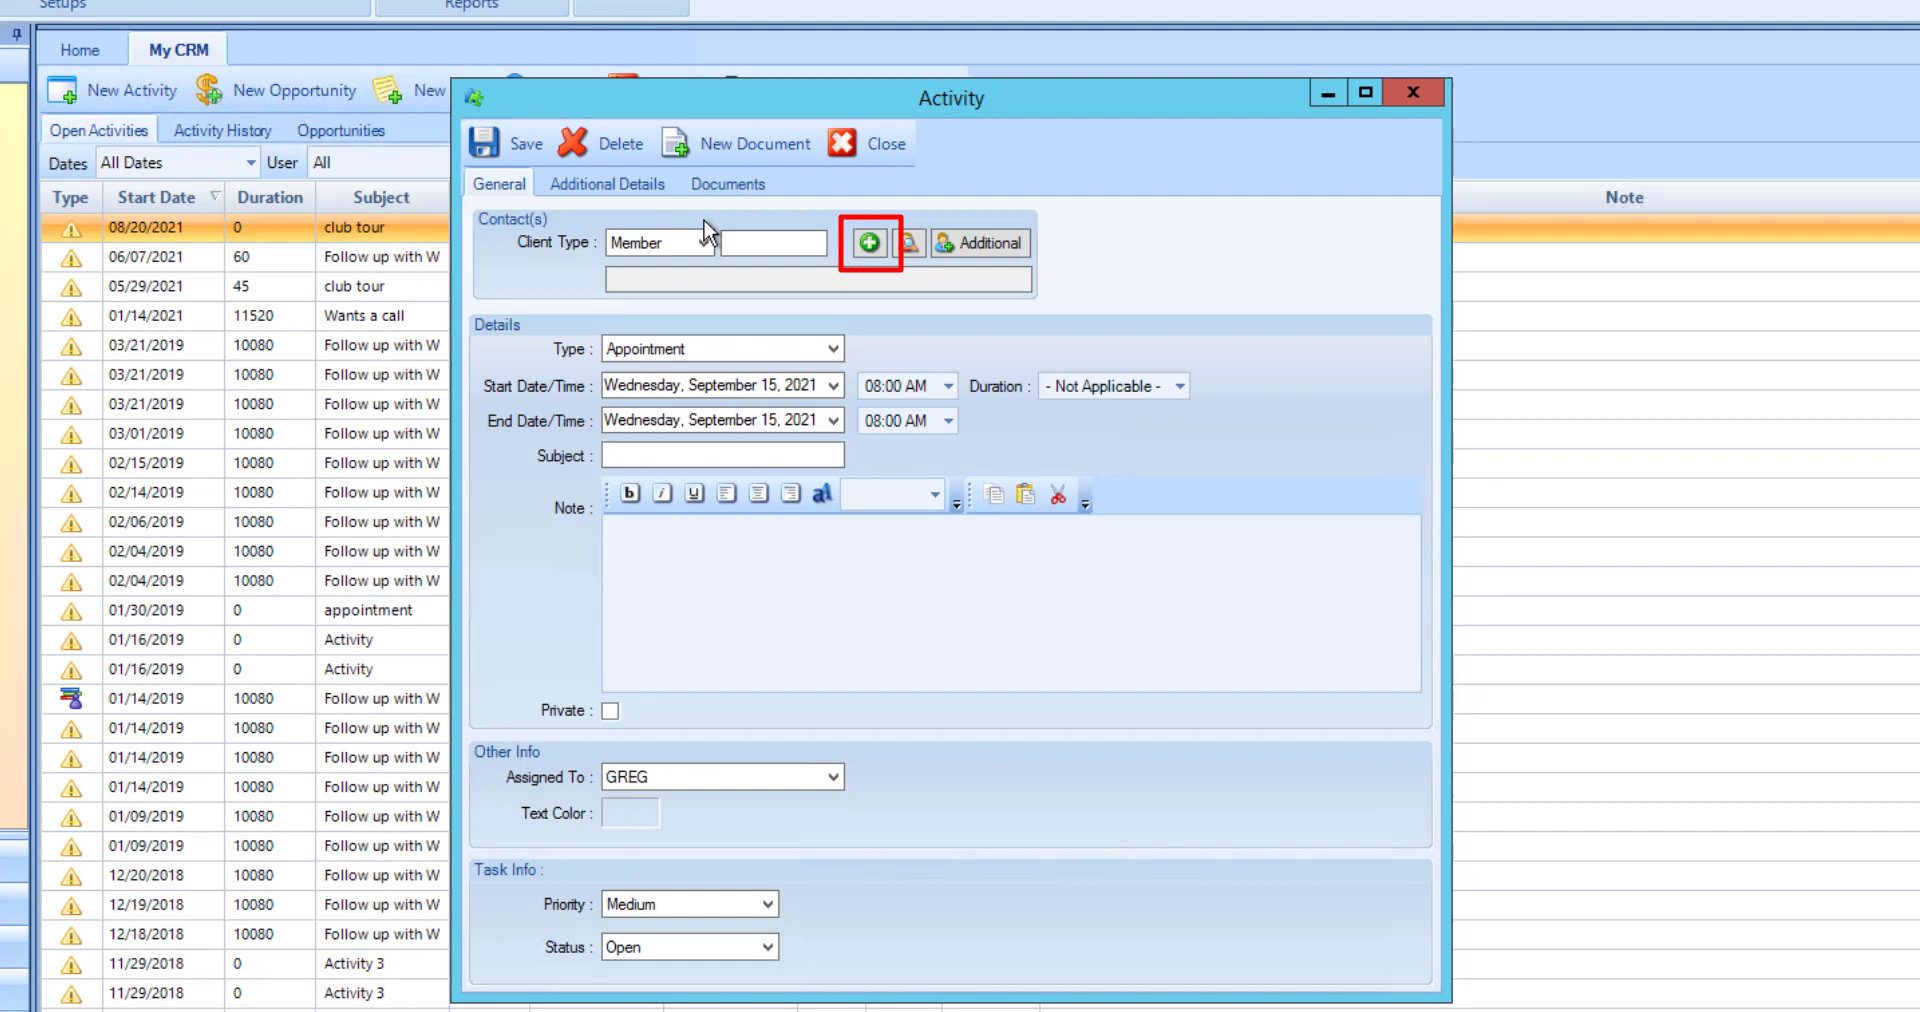 Setups
Reports
Home
My CRM
New Activity
New Opportunity
New
Open Activities
Activity History
Opportunities
Dates
All Dates
User
All
Type
Start Date
Duration
Subject
Note
08/20/2021 0 club tour
06/07/2021 60 Follow up with W
05/29/2021 45 club tour
01/14/2021 11520 Wants a call
03/21/2019 10080 Follow up with W
03/21/2019 10080 Follow up with W
03/21/2019 10080 Follow up with W
03/01/2019 10080 Follow up with W
02/15/2019 10080 Follow up with W
02/14/2019 10080 Follow up with W
02/06/2019 10080 Follow up with W
02/04/2019 10080 Follow up with W
02/04/2019 10080 Follow up with W
01/30/2019 0 appointment
01/16/2019 0 Activity
01/16/2019 0 Activity
01/14/2019 10080 Follow up with W
01/14/2019 10080 Follow up with W
01/14/2019 10080 Follow up with W
01/14/2019 10080 Follow up with W
01/09/2019 10080 Follow up with W
01/09/2019 10080 Follow up with W
12/20/2018 10080 Follow up with W
12/19/2018 10080 Follow up with W
12/18/2018 10080 Follow up with W
11/29/2018 0 Activity 3
11/29/2018 0 Activity 3
Activity
Save
Delete
New Document
Close
General
Additional Details
Documents
Contact(s)
Client Type : Member
Additional
Details
Type : Appointment
Start Date/Time : Wednesday, September 15, 2021 08:00 AM Duration : - Not Applicable -
End Date/Time : Wednesday, September 15, 2021 08:00 AM
Subject :
b i u a
Note :
Private :
Other Info
Assigned To : GREG
Text Color :
Task Info :
Priority : Medium
Status : Open